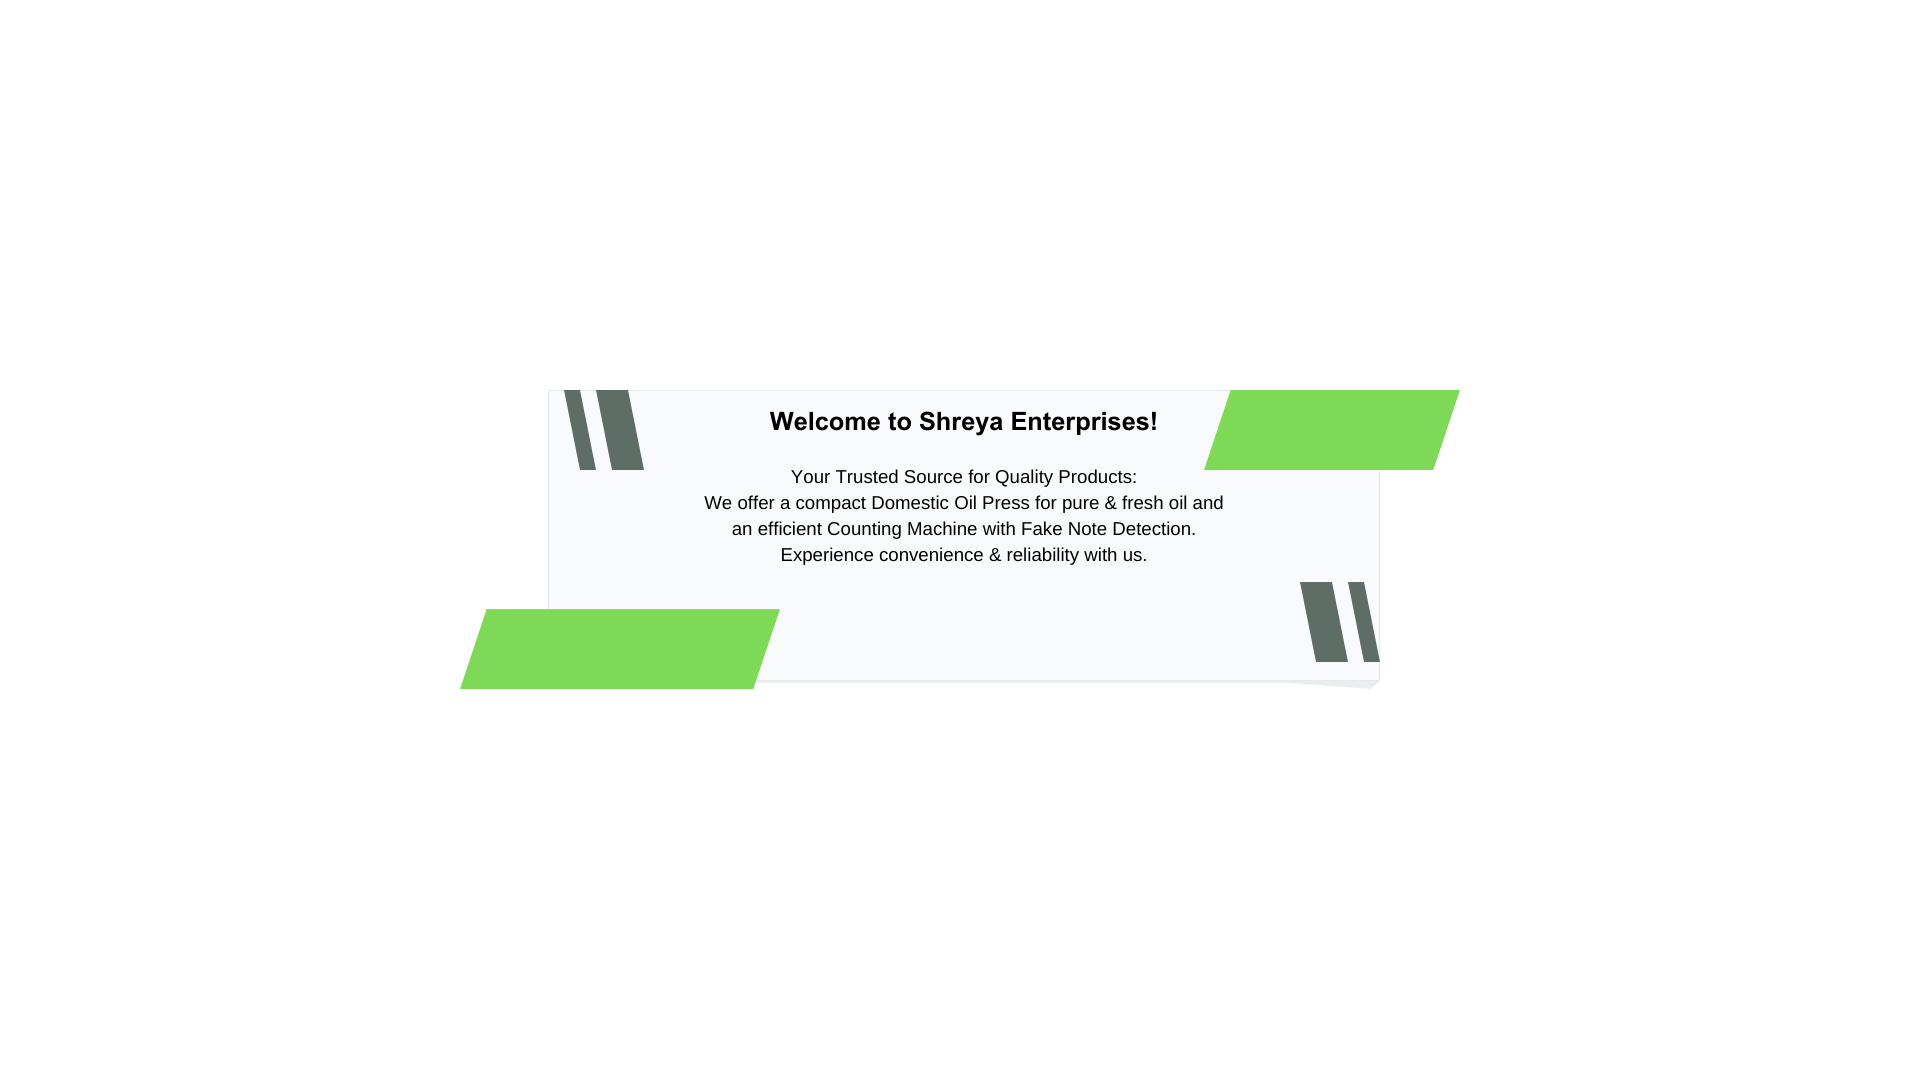 Welcome to Shreya Enterprises!
Your Trusted Source for Quality Products:
We offer a compact Domestic Oil Press for pure & fresh oil and
an efficient Counting Machine with Fake Note Detection.
Experience convenience & reliability with us.